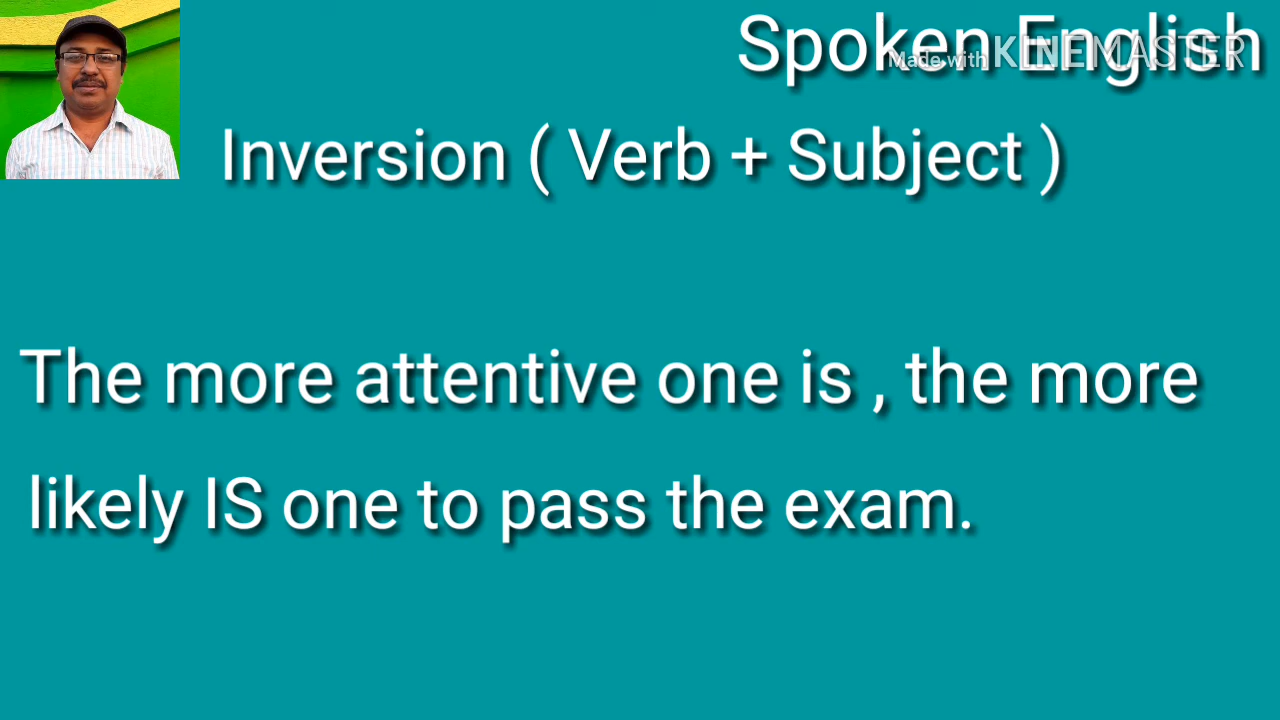 Spoken English
Made with KINEMASTER
Inversion ( Verb + Subject )
The more attentive one is , the more
likely IS one to pass the exam.